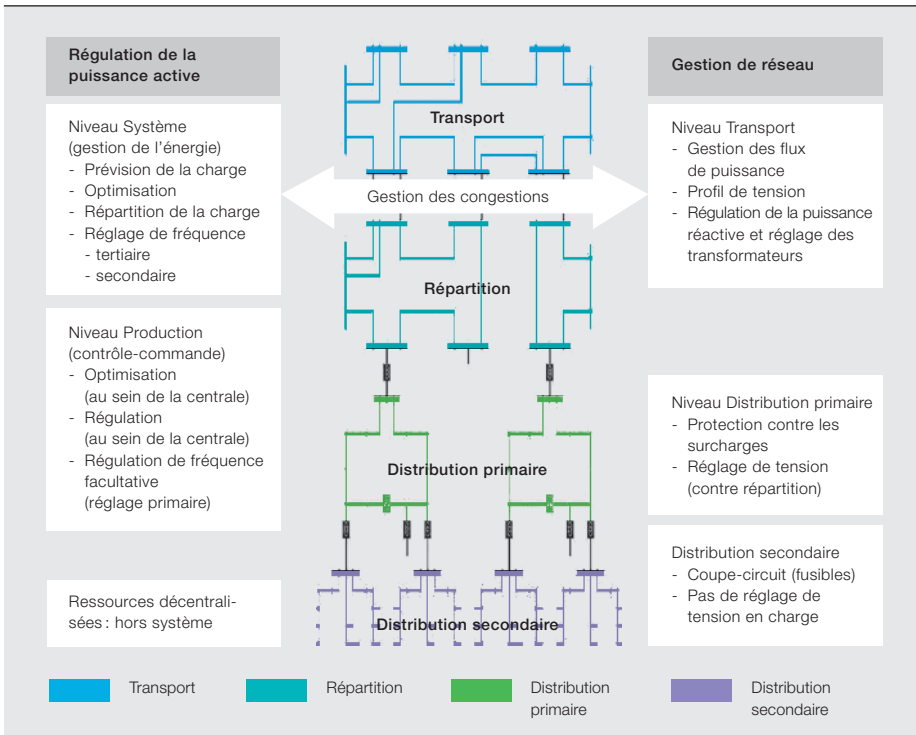 Régulation de la
puissance active
Niveau Système
(gestion de l'énergie)
- Prévision de la charge
- Optimisation
- Répartition de la charge
- Réglage de fréquence
- tertiaire
- secondaire
Niveau Production
(contrôle-commande)
- Optimisation
(au sein de la centrale)
- Régulation
(au sein de la centrale)
- Régulation de fréquence
facultative
(réglage primaire)
Ressources décentrali-
sées : hors système
Transport
Gestion des congestions
Répartition
Distribution primaire
Distribution secondaire
Gestion de réseau
Niveau Transport
- Gestion des flux
de puissance
- Profil de tension
- Régulation de la puissance
réactive et réglage des
transformateurs
Niveau Distribution primaire
- Protection contre les
surcharges
- Réglage de tension
(contre répartition)
Distribution secondaire
- Coupe-circuit (fusibles)
- Pas de réglage de
tension en charge
Transport
Répartition
Distribution
primaire
Distribution
secondaire